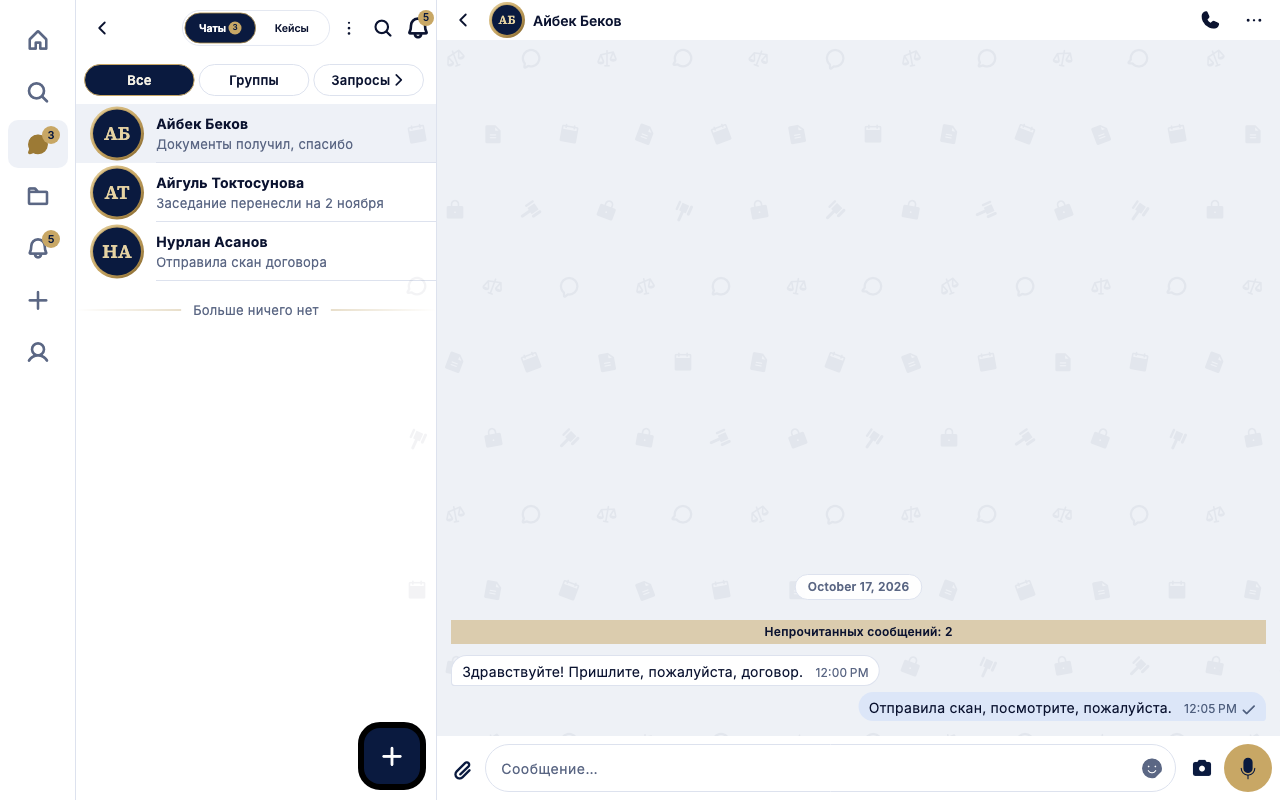 3
5
Чаты 3
Кейсы
5
Все
Группы
Запросы
АБ
Айбек Беков
Документы получил, спасибо
АТ
Айгуль Токтосунова
Заседание перенесли на 2 ноября
НА
Нурлан Асанов
Отправила скан договора
Больше ничего нет
АБ
Айбек Беков
October 17, 2026
Непрочитанных сообщений: 2
Здравствуйте! Пришлите, пожалуйста, договор. 12:00 PM
Отправила скан, посмотрите, пожалуйста. 12:05 PM
Сообщение...